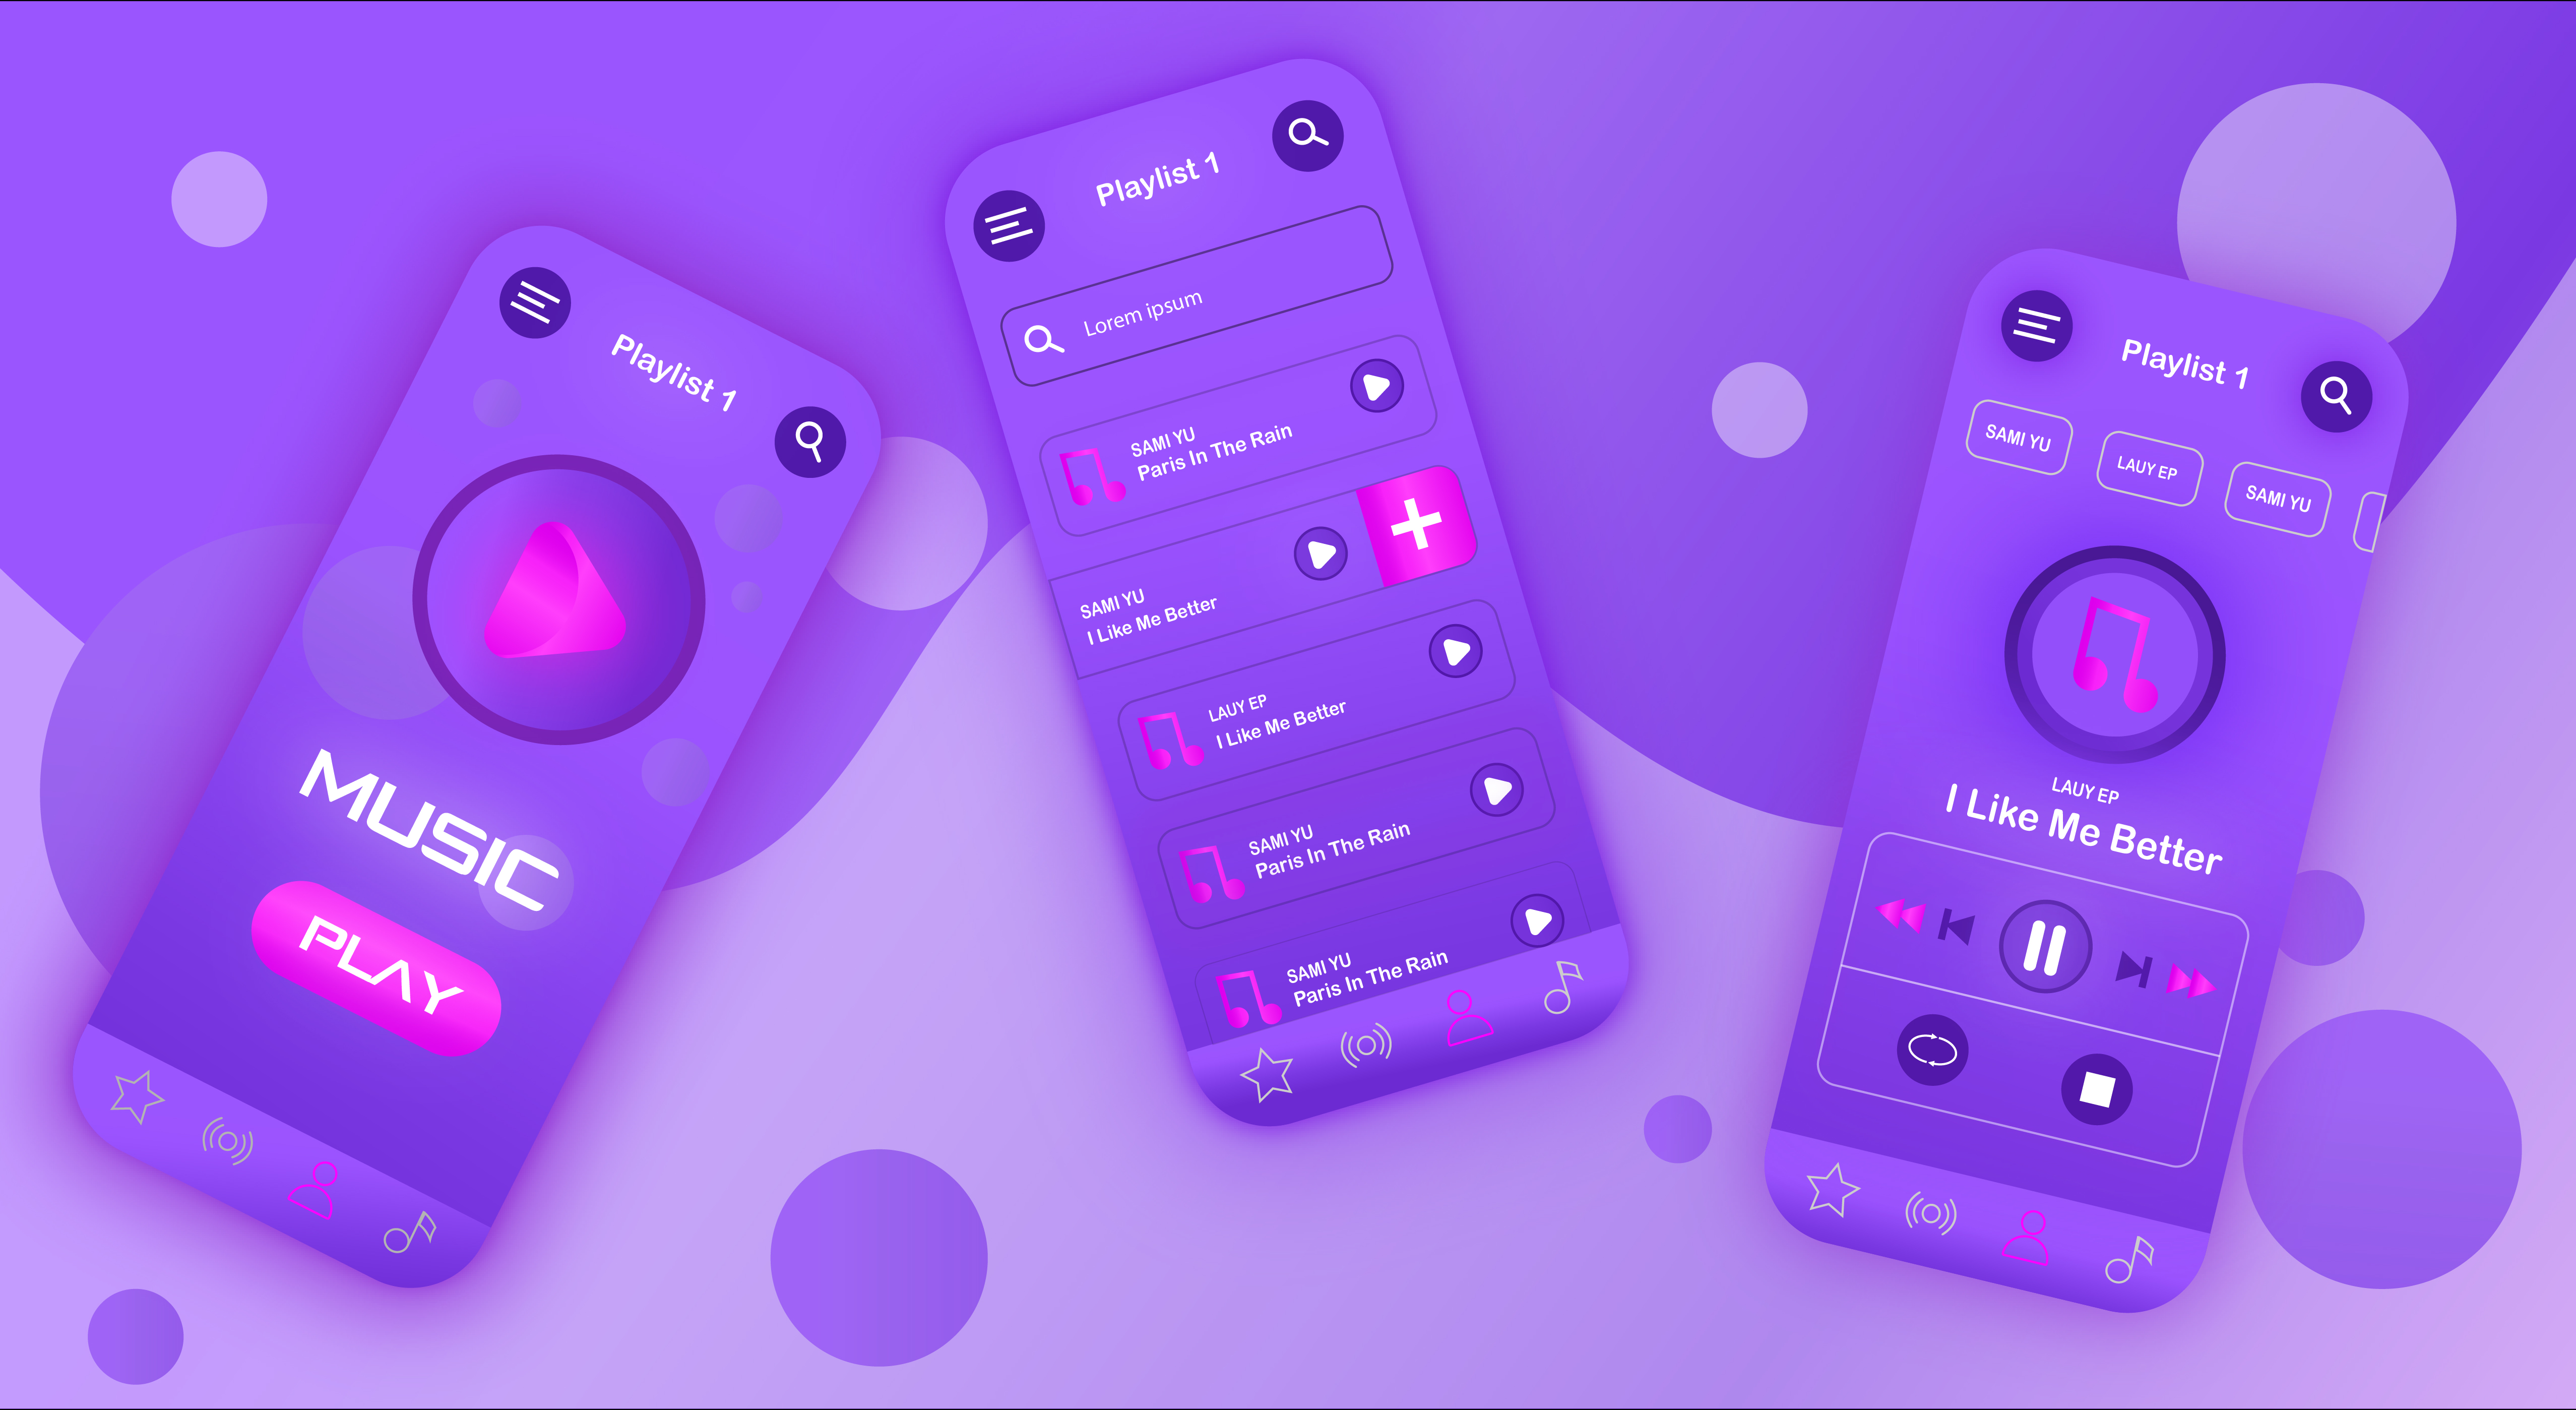 Playlist 1
MUSIC
PLAY
Playlist 1
Lorem ipsum
SAMI YU
Paris In The Rain
SAMI YU
I Like Me Better
LAUY EP
I Like Me Better
SAMI YU
Paris In The Rain
SAMI YU
Paris In The Rain
Playlist 1
SAMI YU
LAUY EP
SAMI YU
LAUY EP
I Like Me Better